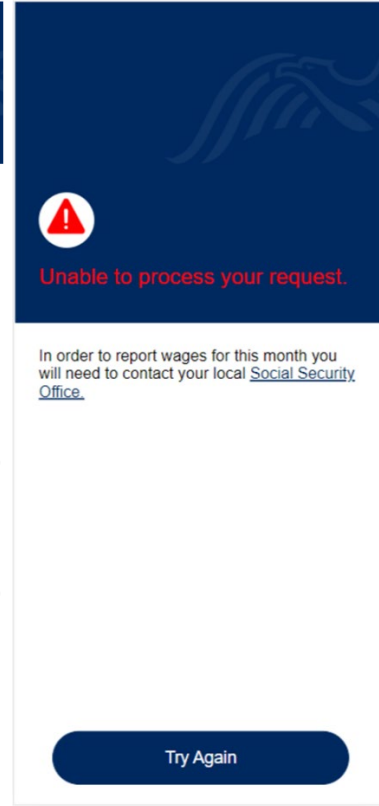 Unable to process your request.
In order to report wages for this month you
will need to contact your local Social Security
Office.
Try Again